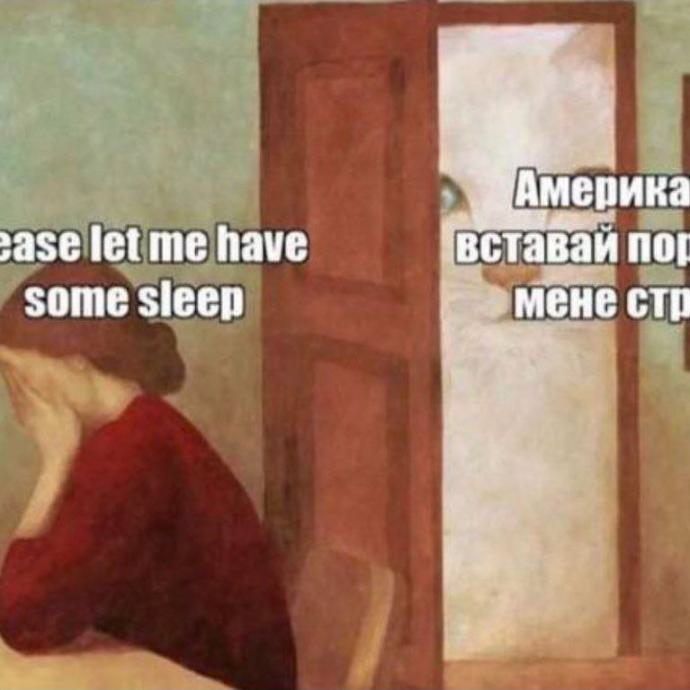 ease let me have
some sleep
Америка
вставай пор
мене стр